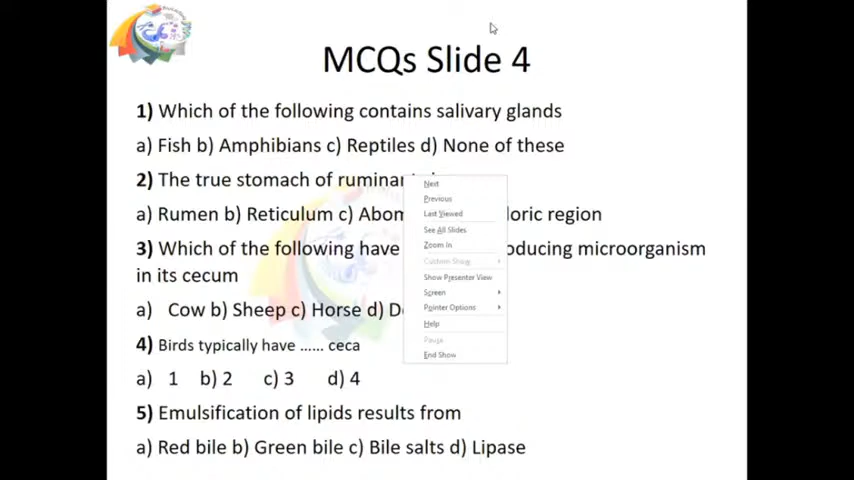 MCQs Slide 4
1) Which of the following contains salivary glands
a) Fish b) Amphibians c) Reptiles d) None of these
2) The true stomach of ruminant
a) Rumen b) Reticulum c) loric region
3) Which of the following have oducing microorganism
in its cecum
a) Cow b) Sheep c) Horse d)
4) Birds typically have ...... ceca
a) 1 b) 2 c) 3 d) 4
5) Emulsification of lipids results from
a) Red bile b) Green bile c) Bile salts d) Lipase
Next
Previous
Last Viewed
See All Slides
Zoom In
Custom Show
Show Presenter View
Screen
Pointer Options
Help
Pause
End Show